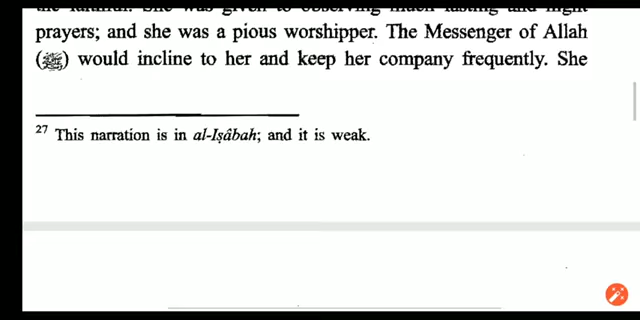 prayers; and she was a pious worshipper. The Messenger of Allah
(ﷺ) would incline to her and keep her company frequently. She
27 This narration is in al-Iṣâbah; and it is weak.